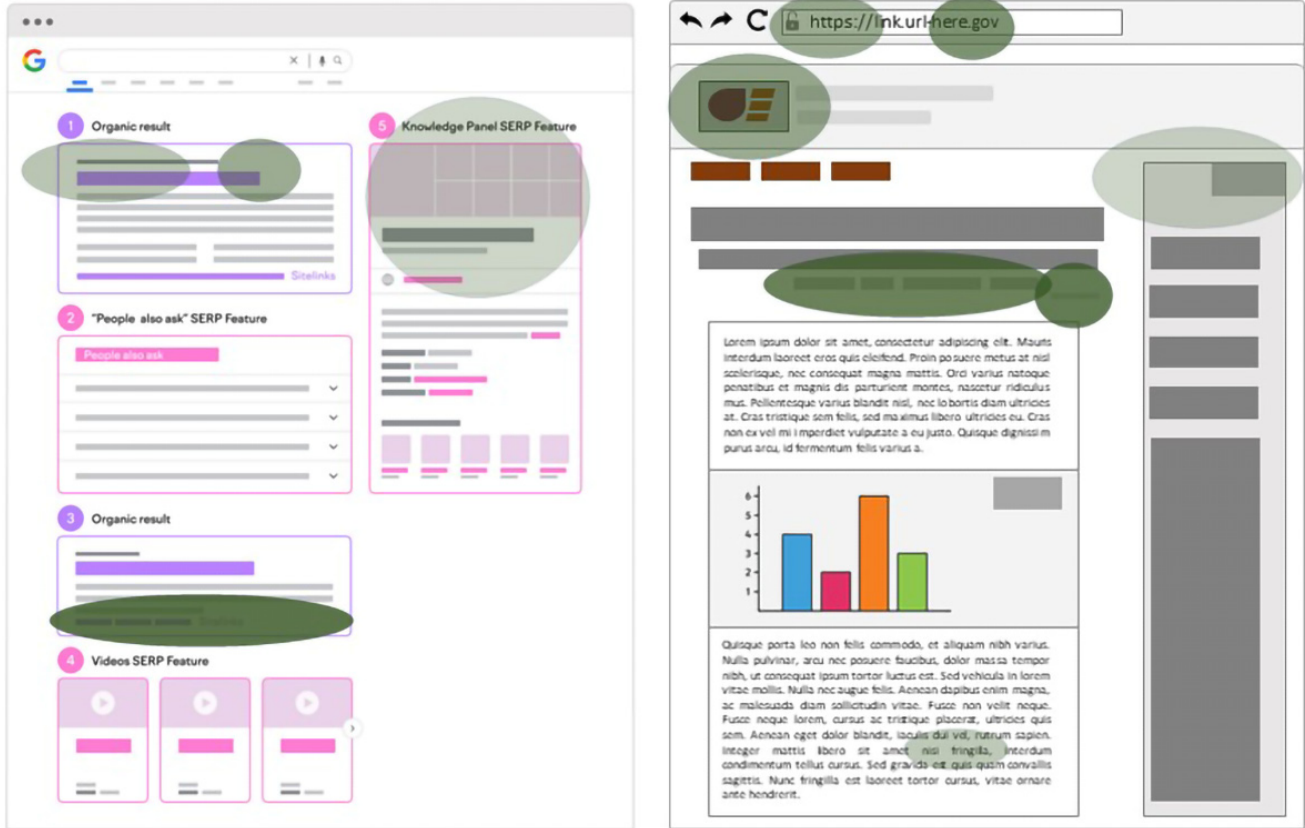 1 Organic result
Sitelinks
2 "People also ask" SERP Feature
People also ask
3 Organic result
Sitelinks
4 Videos SERP Feature
5 Knowledge Panel SERP Feature
https://link.url-here.gov
Lorem ipsum dolor sit amet, consectetur adipiscing elit. Mauris
interdum laoreet eros quis eleifend. Proin posuere metus at nisl
scelerisque, nec consequat magna mattis. Orci varius natoque
penatibus et magnis dis parturient montes, nascetur ridiculus
mus. Pellentesque varius blandit nisl, nec lobortis diam ultricies
at. Cras tristique sem felis, sed maximus libero ultricies eu. Cras
non ex vel mi imperdiet vulputate a eu justo. Quisque dignissim
purus arcu, id fermentum felis varius a.
6
5
4
3
2
1
Quisque porta leo non felis commodo, et aliquam nibh varius.
Nulla pulvinar, arcu nec posuere faucibus, dolor massa tempor
nibh, ut consequat ipsum tortor luctus est. Sed vehicula in lorem
vitae mollis. Nulla nec augue felis. Aenean dapibus enim magna,
ac malesuada diam sollicitudin vitae. Fusce non velit neque.
Fusce neque lorem, cursus ac tristique placerat, ultricies quis
sem. Aenean eget dolor blandit, iaculis dui vel, rutrum sapien.
Integer mattis libero sit amet nisi fringilla, interdum
condimentum tellus cursus. Sed gravida est quis quam convallis
sagittis. Nunc fringilla est laoreet tortor cursus, vitae ornare
ante hendrerit.